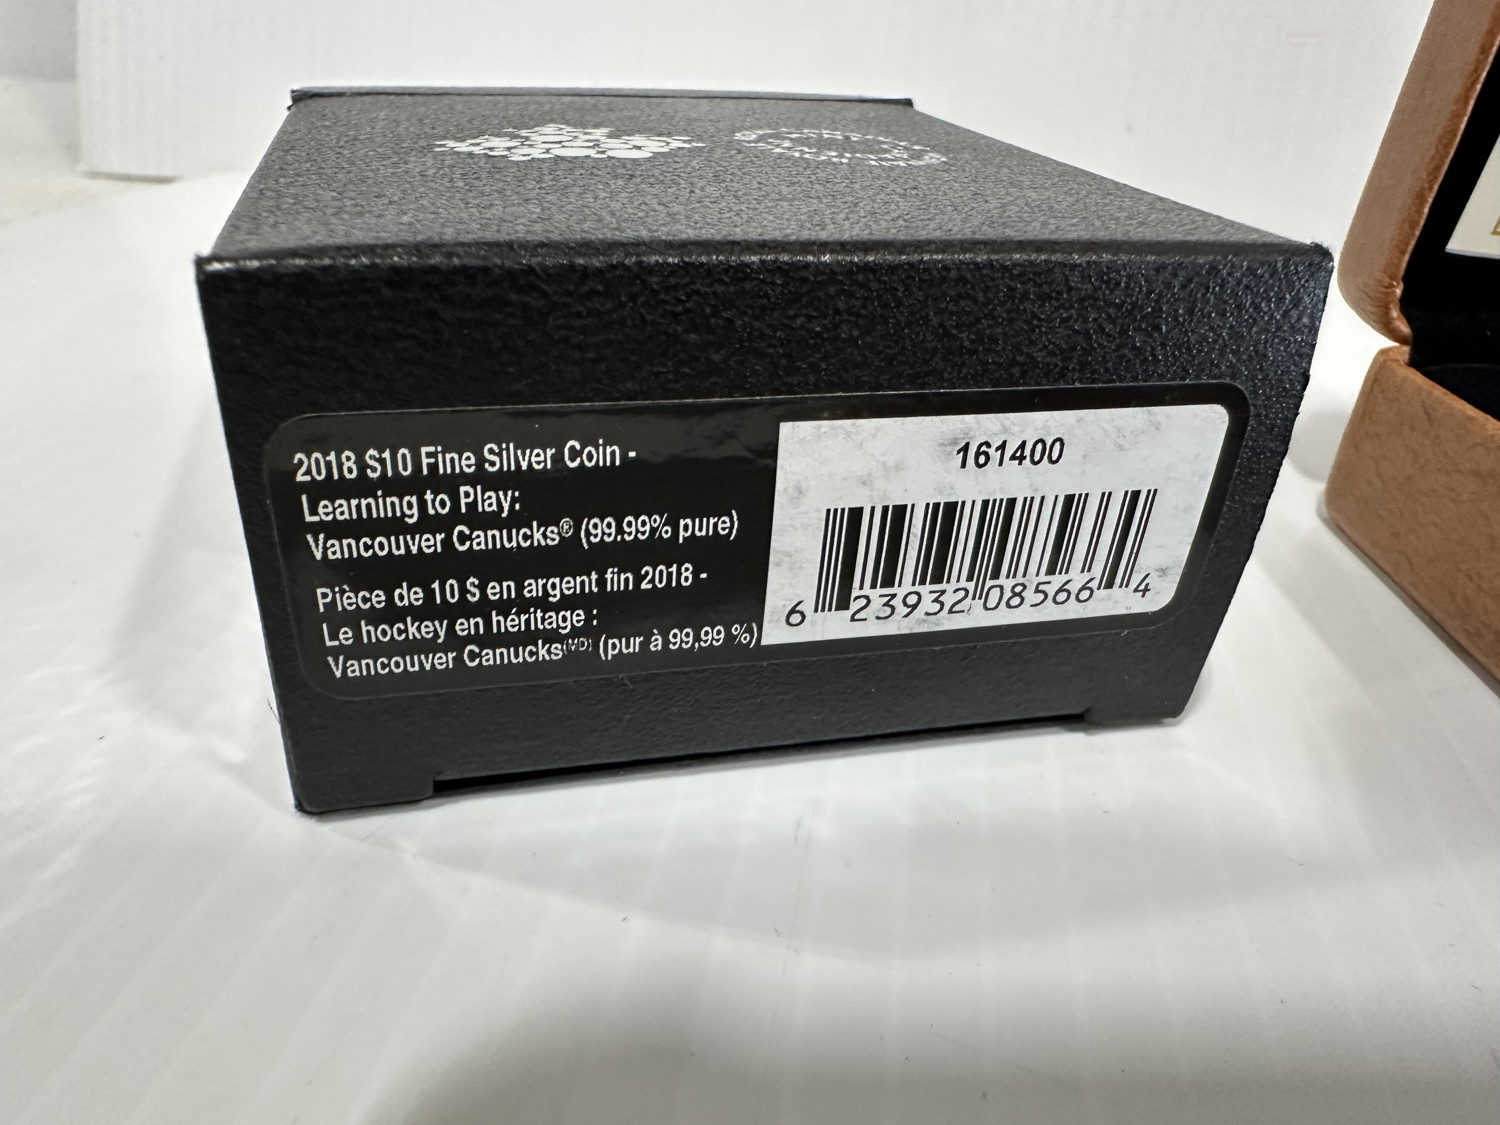 2018 $10 Fine Silver Coin -
Learning to Play:
Vancouver Canucks® (99.99% pure)
Pièce de 10 $ en argent fin 2018 -
Le hockey en héritage :
Vancouver Canucks(MD) (pur à 99,99 %)
161400
6 23932 08566 4